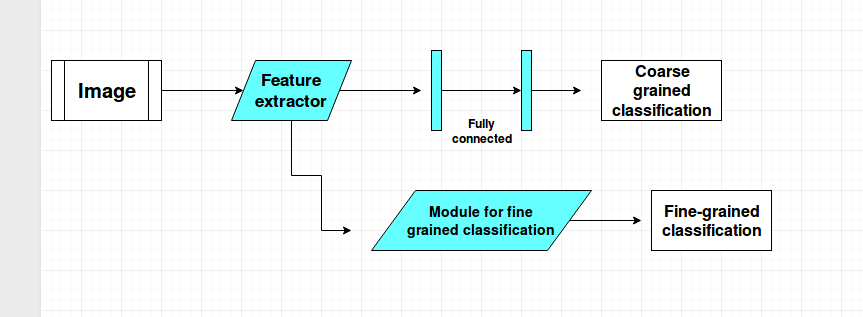 Image
Feature
extractor
Fully
connected
Coarse
grained
classification
Module for fine
grained classification
Fine-grained
classification